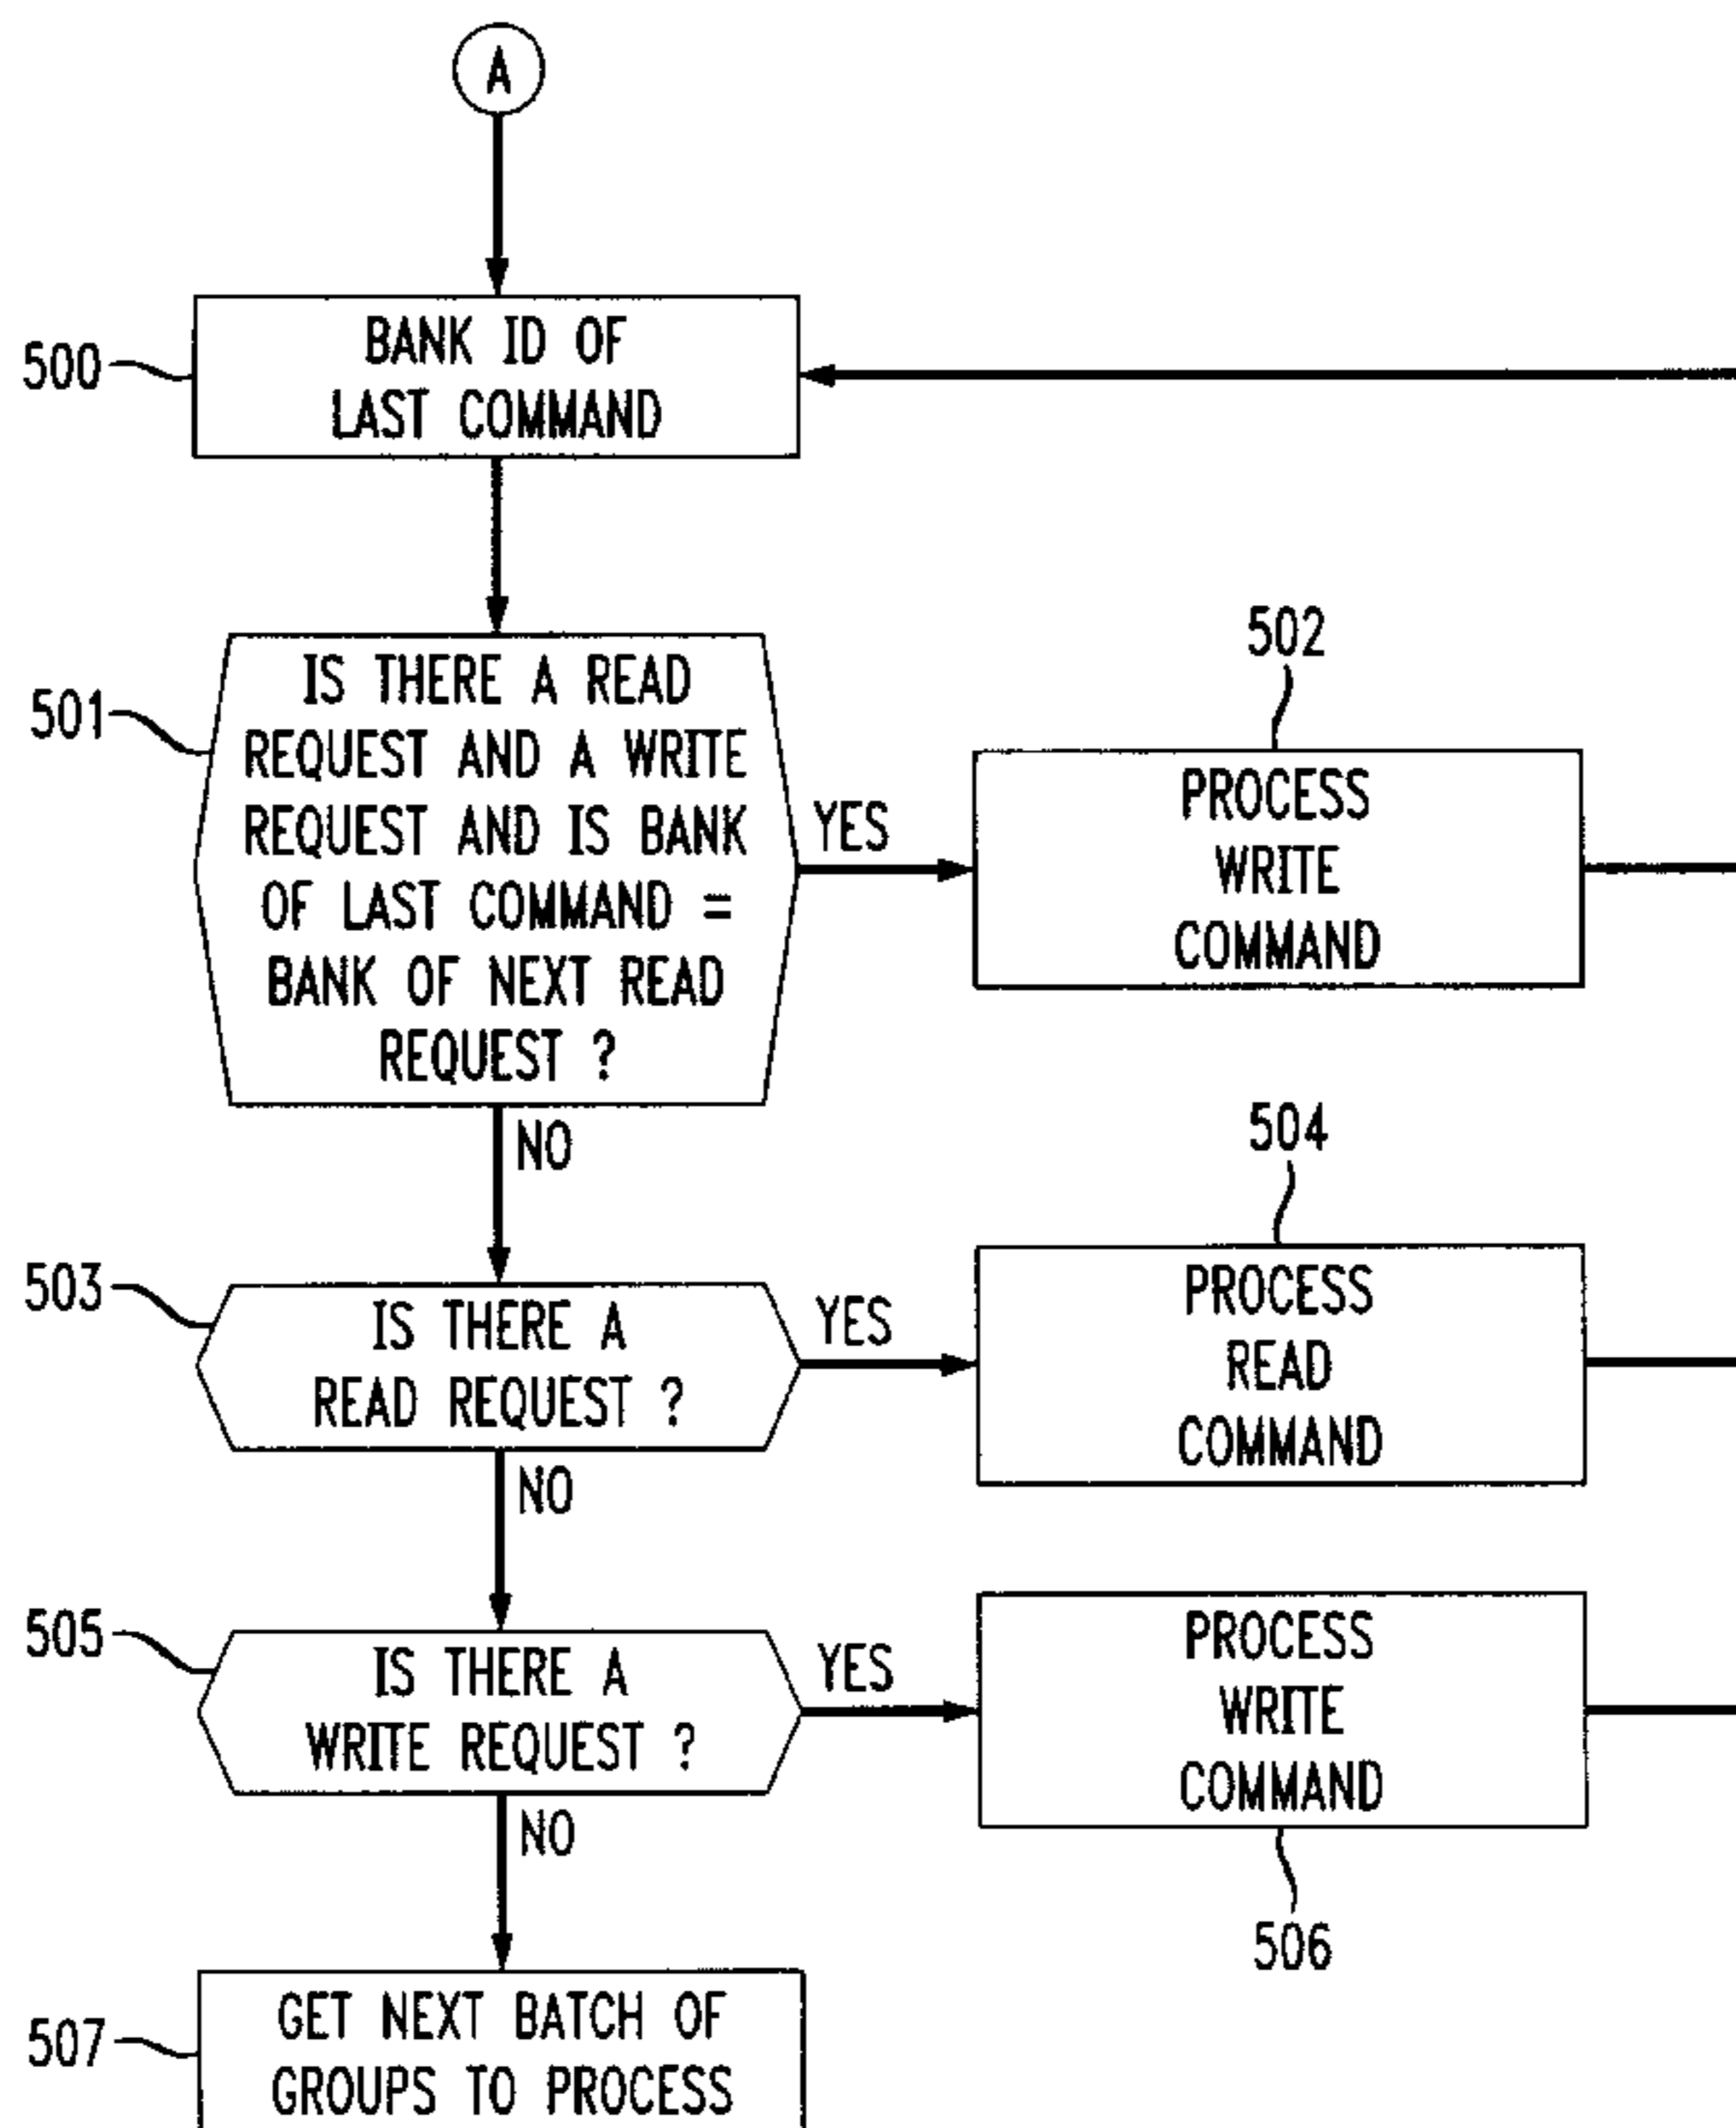 A
500
BANK ID OF
LAST COMMAND
501
IS THERE A READ
REQUEST AND A WRITE
REQUEST AND IS BANK
OF LAST COMMAND =
BANK OF NEXT READ
REQUEST ?
YES
502
PROCESS
WRITE
COMMAND
NO
503
IS THERE A
READ REQUEST ?
YES
504
PROCESS
READ
COMMAND
NO
505
IS THERE A
WRITE REQUEST ?
YES
PROCESS
WRITE
COMMAND
506
NO
507
GET NEXT BATCH OF
GROUPS TO PROCESS